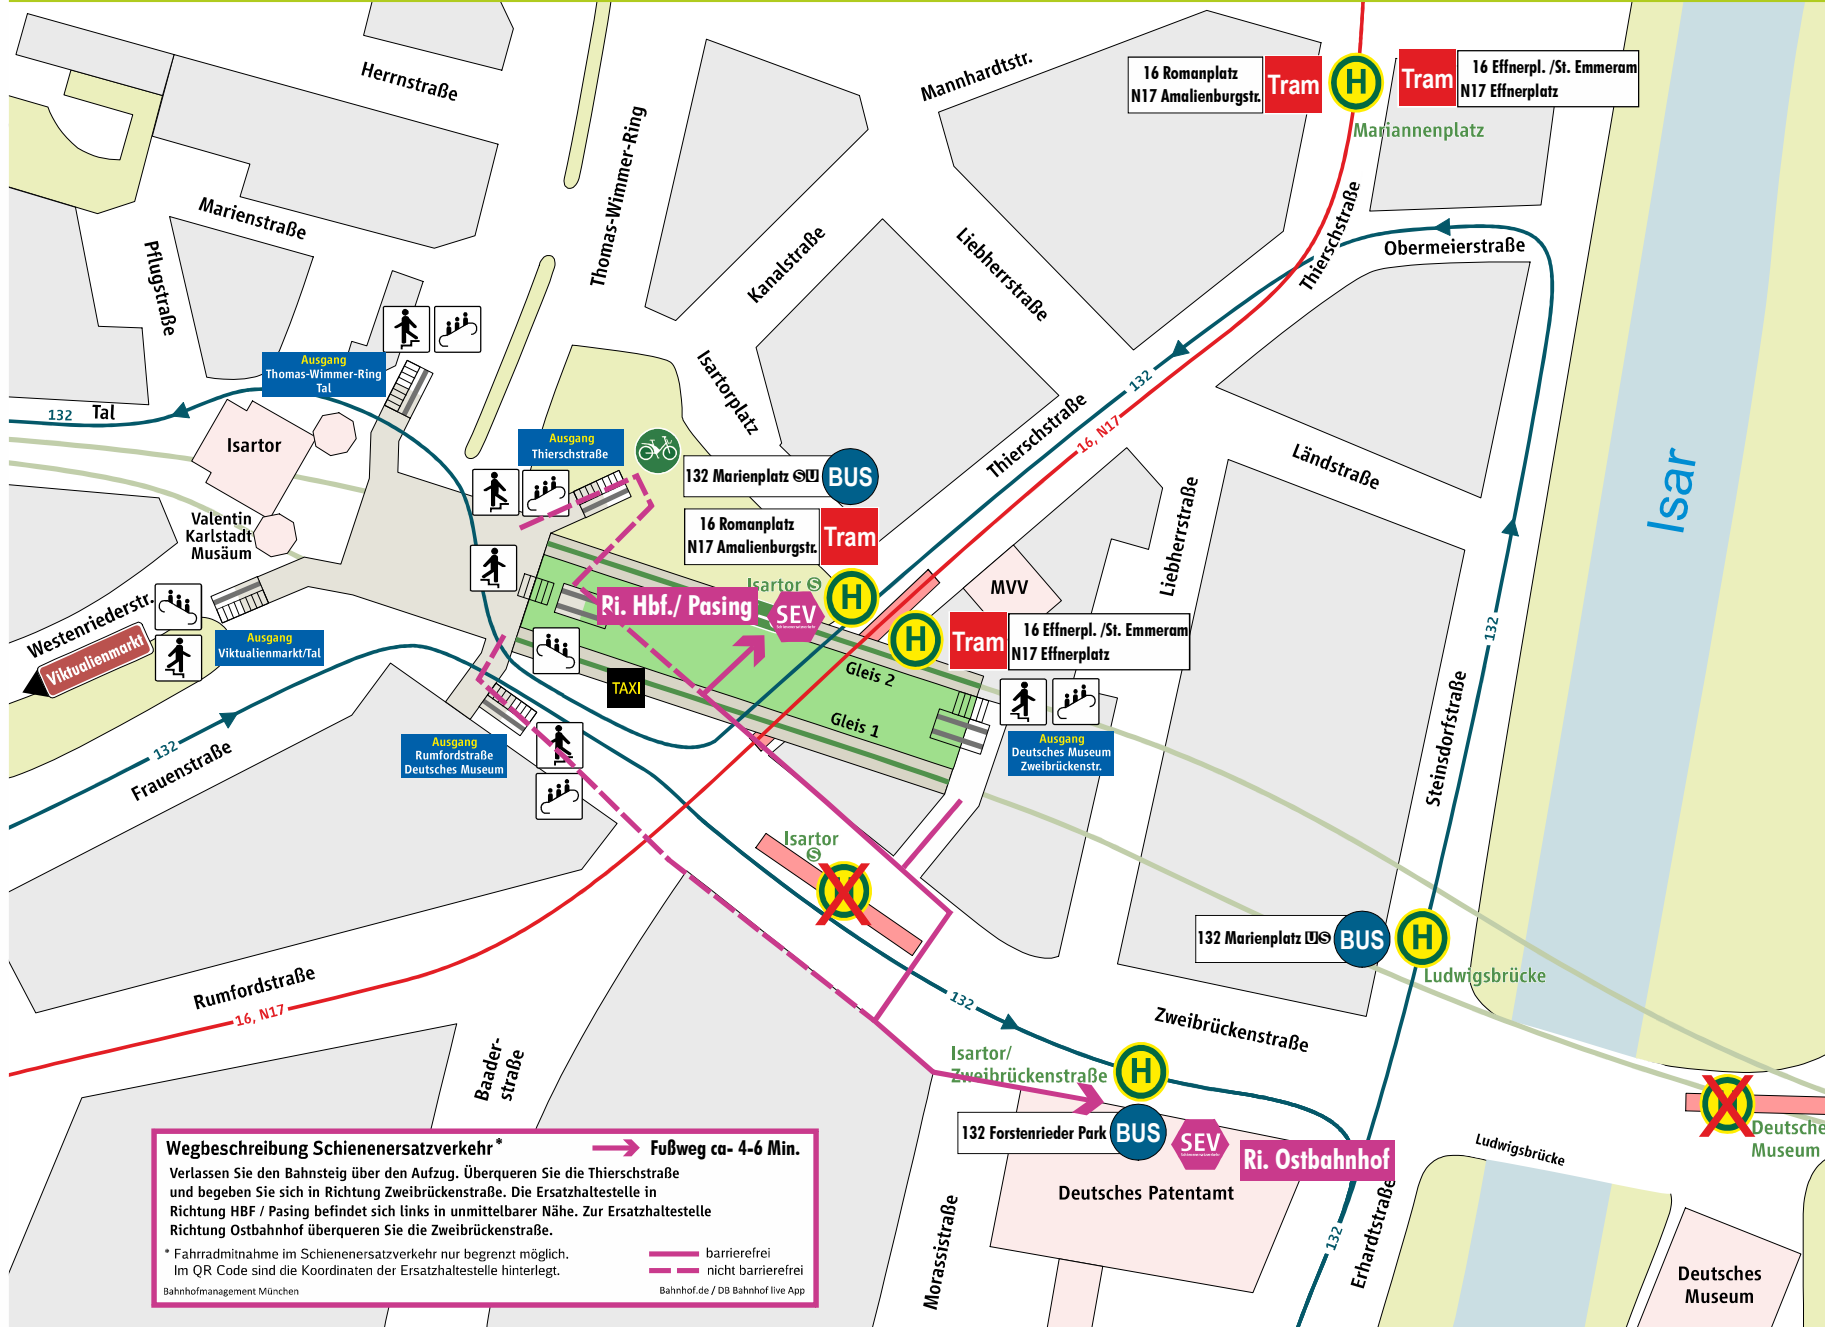 Herrnstraße
Mannhardtstr.
16 Romanplatz
N17 Amalienburgstr.
Tram
H
Tram
16 Effnerpl. /St. Emmeram
N17 Effnerplatz
Mariannenplatz
Thomas-Wimmer-Ring
Marienstraße
Pflugstraße
Kanalstraße
Liebherrstraße
Thierschstraße
Obermeierstraße
Ausgang
Thomas-Wimmer-Ring
Tal
132
Tal
Isartor
Isartorplatz
132
Thierschstraße
16, N17
Ländstraße
Isar
Ausgang
Thierschstraße
132 Marienplatz S U
BUS
16 Romanplatz
N17 Amalienburgstr.
Tram
Valentin
Karlstadt
Musäum
Liebherrstraße
MVV
Isartor S
H
Ri. Hbf./ Pasing
SEV
H
Tram
16 Effnerpl. /St. Emmeram
N17 Effnerplatz
132
Westenriederstr.
Viktualienmarkt
Ausgang
Viktualienmarkt/Tal
TAXI
Gleis 2
Gleis 1
Ausgang
Rumfordstraße
Deutsches Museum
Ausgang
Deutsches Museum
Zweibrückenstr.
Steinsdorfstraße
132
Frauenstraße
Isartor
S
H
132 Marienplatz U S
BUS
H
Ludwigsbrücke
Rumfordstraße
16, N17
132
Zweibrückenstraße
Baader-
straße
Isartor/
Zweibrückenstraße
H
132 Forstenrieder Park
BUS
SEV
Ri. Ostbahnhof
Deutsches Patentamt
H
Deutsche
Museum
Ludwigsbrücke
Morassistraße
132
Erhardtstraße
Deutsches
Museum
Wegbeschreibung Schienenersatzverkehr *
Fußweg ca- 4-6 Min.
Verlassen Sie den Bahnsteig über den Aufzug. Überqueren Sie die Thierschstraße
und begeben Sie sich in Richtung Zweibrückenstraße. Die Ersatzhaltestelle in
Richtung HBF / Pasing befindet sich links in unmittelbarer Nähe. Zur Ersatzhaltestelle
Richtung Ostbahnhof überqueren Sie die Zweibrückenstraße.
* Fahrradmitnahme im Schienenersatzverkehr nur begrenzt möglich.
Im QR Code sind die Koordinaten der Ersatzhaltestelle hinterlegt.
barrierefrei
nicht barrierefrei
Bahnhofmanagement München
Bahnhof.de / DB Bahnhof live App